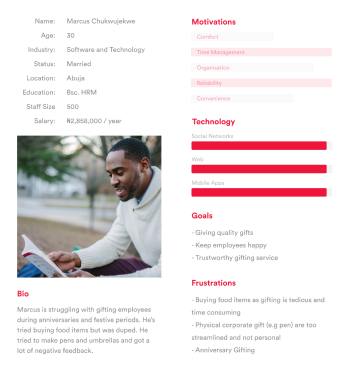 Name: Marcus Chukwujekwe
Age: 30
Industry: Software and Technology
Status: Married
Location: Abuja
Education: Bsc. HRM
Staff Size 500
Salary: ₦2,858,000 / year
Bio
Marcus is struggling with gifting employees
during anniversaries and festive periods. He's
tried buying food items but was duped. He
tried to make pens and umbrellas and got a
lot of negative feedback.
Motivations
Comfort
Time Management
Organisation
Reliability
Convenience
Technology
Social Networks
Web
Mobile Apps
Goals
- Giving quality gifts
- Keep employees happy
- Trustworthy gifting service
Frustrations
- Buying food items as gifting is tedious and
time consuming
- Physical corporate gift (e.g pen) are too
streamlined and not personal
- Anniversary Gifting